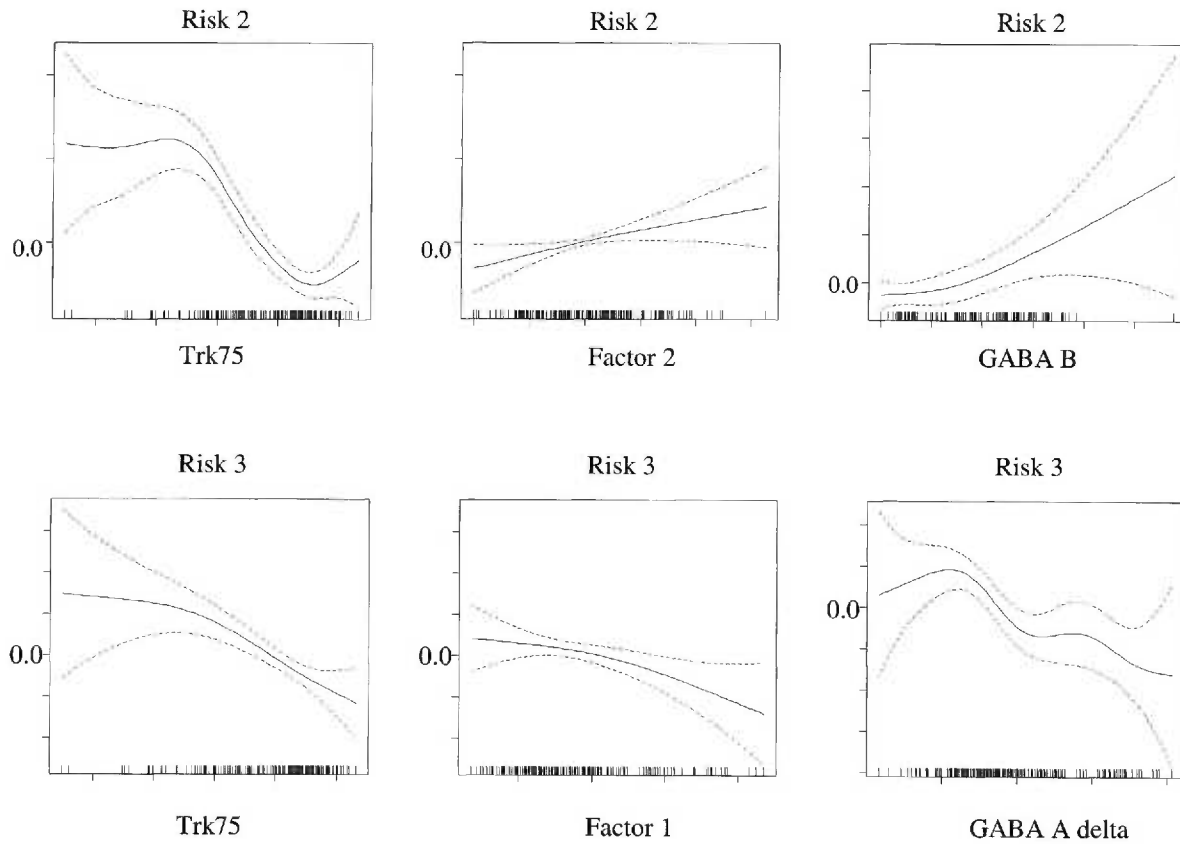 Risk 2
Risk 2
Risk 2
0.0
0.0
0.0
Trk75
Factor 2
GABA B
Risk 3
Risk 3
Risk 3
0.0
0.0
0.0
Trk75
Factor 1
GABA A delta